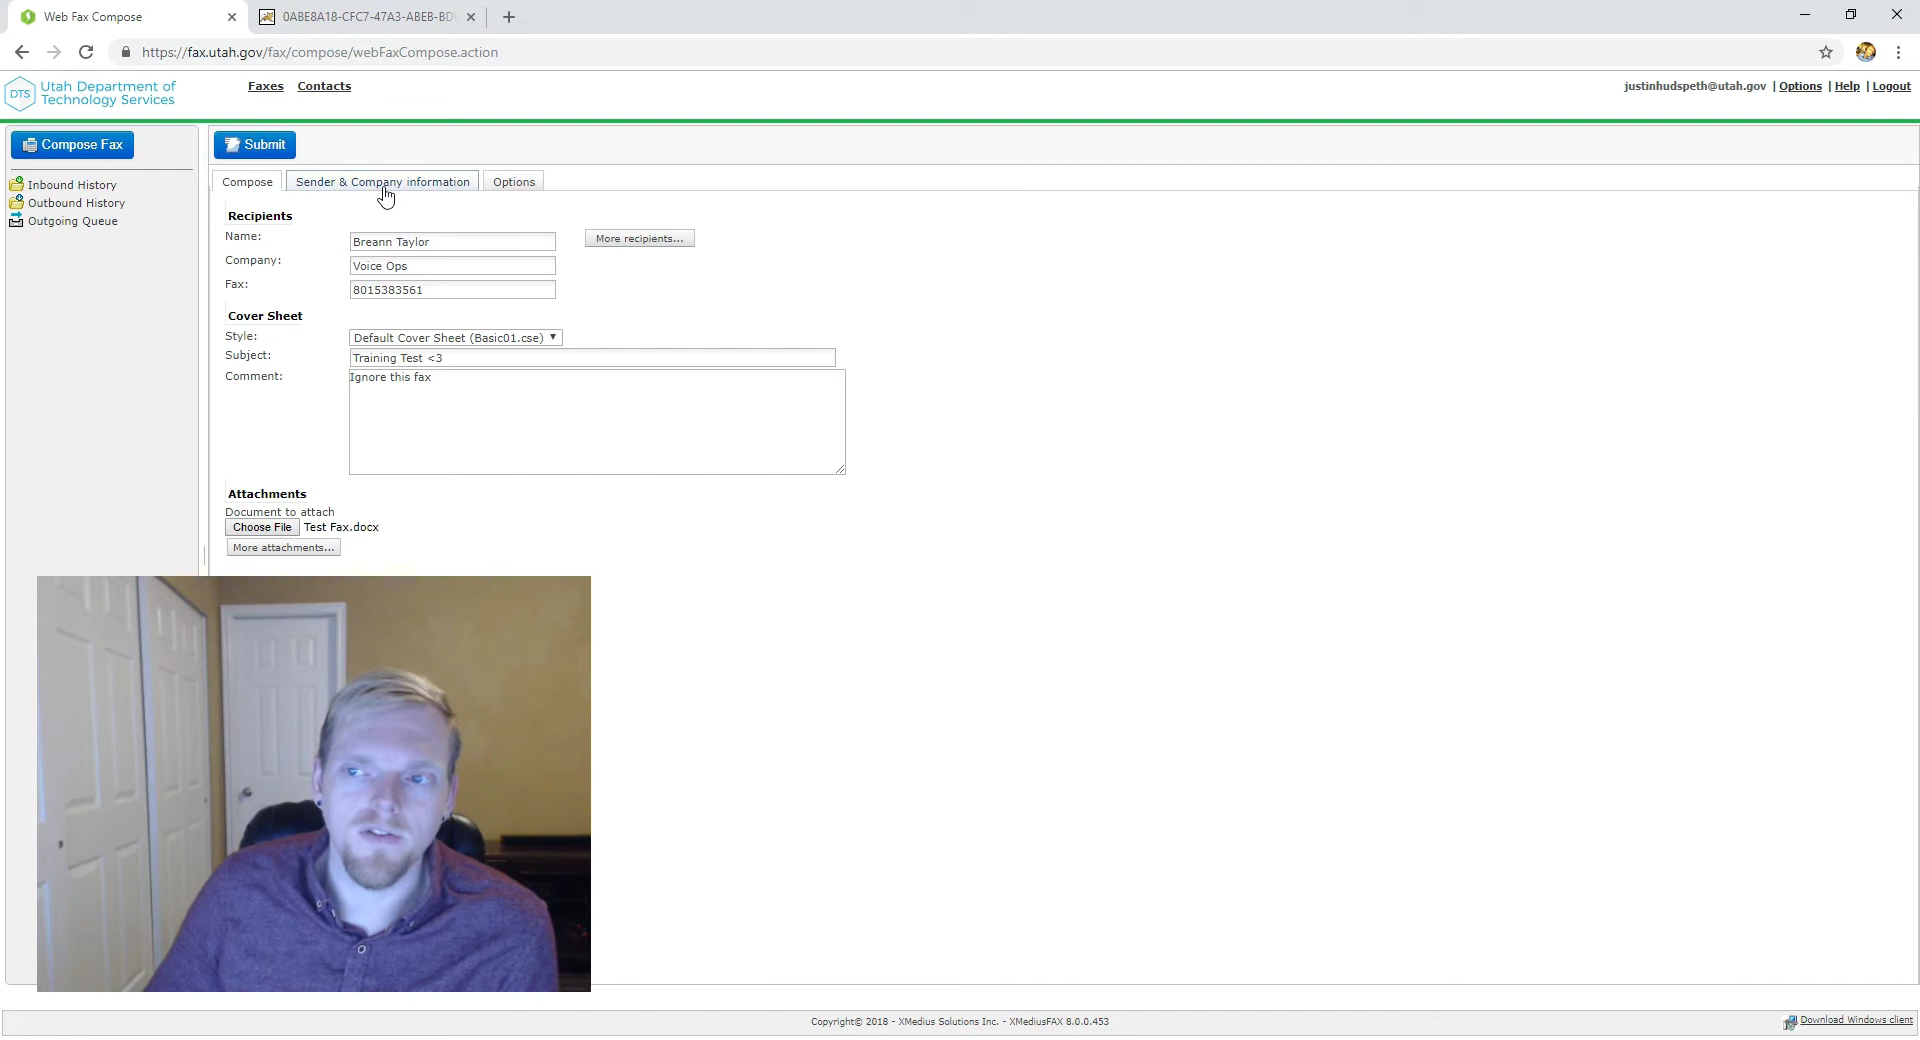 Web Fax Compose
0ABE8A18-CFC7-47A3-ABEB-BD
https://fax.utah.gov/fax/compose/webFaxCompose.action
DTS
Utah Department of
Technology Services
Faxes Contacts
justinhudspeth@utah.gov | Options | Help | Logout
Compose Fax
Submit
Inbound History
Outbound History
Outgoing Queue
Compose Sender & Company information Options
Recipients
Name: Breann Taylor More recipients...
Company: Voice Ops
Fax: 8015383561
Cover Sheet
Style: Default Cover Sheet (Basic01.cse)
Subject: Training Test <3
Comment: Ignore this fax
Attachments
Document to attach
Choose File Test Fax.docx
More attachments...
Copyright© 2018 - XMedius Solutions Inc. - XMediusFAX 8.0.0.453
Download Windows client